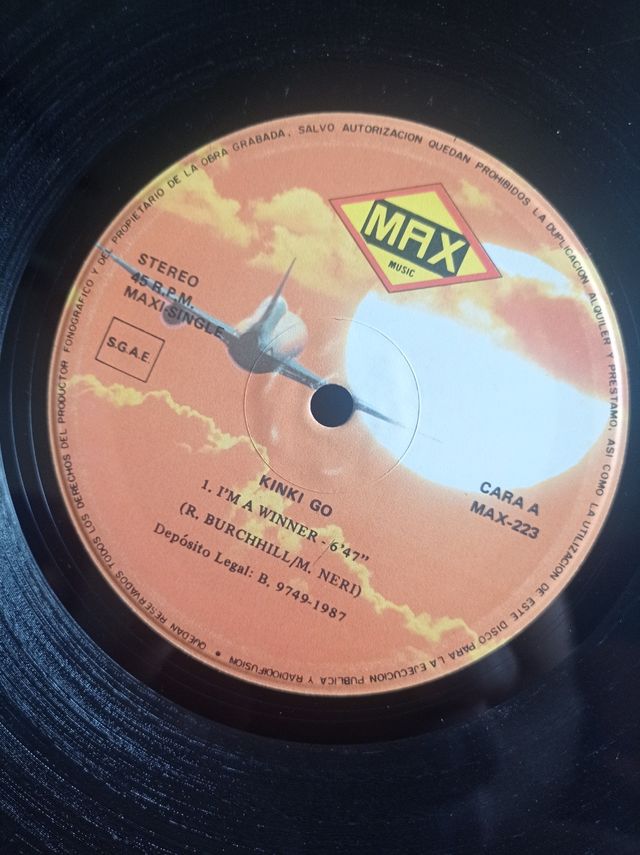 MAX
MUSIC
STEREO
45 R.P.M.
MAXI-SINGLE
S.G.A.E.
CARA A
MAX-223
KINKI GO
1. I'M A WINNER - 6'47"
(R. BURCHHILL/M. NERI)
Depósito Legal: B. 9749-1987
QUEDAN RESERVADOS TODOS LOS DERECHOS DEL PRODUCTOR FONOGRAFICO Y DEL PROPIETARIO DE LA OBRA GRABADA, SALVO AUTORIZACION QUEDAN PROHIBIDOS LA DUPLICACION ALQUILER Y PRESTAMO, ASI COMO LA UTILIZACION DE ESTE DISCO PARA LA EJECUCION PUBLICA Y RADIODIFUSION •